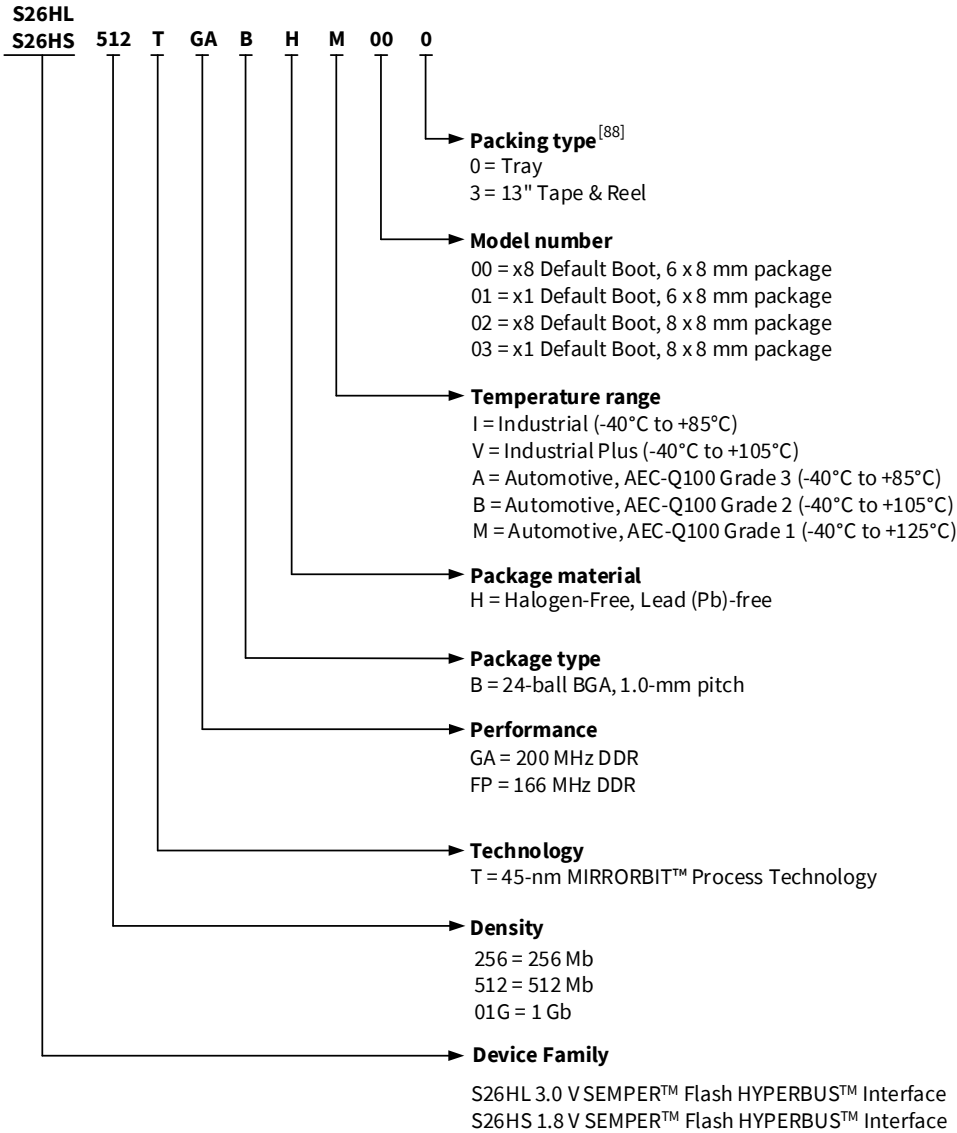 S26HL
S26HS 512 T GA B H M 00 0
Packing type[88]
0 = Tray
3 = 13" Tape & Reel
Model number
00 = x8 Default Boot, 6 x 8 mm package
01 = x1 Default Boot, 6 x 8 mm package
02 = x8 Default Boot, 8 x 8 mm package
03 = x1 Default Boot, 8 x 8 mm package
Temperature range
I = Industrial (-40°C to +85°C)
V = Industrial Plus (-40°C to +105°C)
A = Automotive, AEC-Q100 Grade 3 (-40°C to +85°C)
B = Automotive, AEC-Q100 Grade 2 (-40°C to +105°C)
M = Automotive, AEC-Q100 Grade 1 (-40°C to +125°C)
Package material
H = Halogen-Free, Lead (Pb)-free
Package type
B = 24-ball BGA, 1.0-mm pitch
Performance
GA = 200 MHz DDR
FP = 166 MHz DDR
Technology
T = 45-nm MIRRORBIT™ Process Technology
Density
256 = 256 Mb
512 = 512 Mb
01G = 1 Gb
Device Family
S26HL 3.0 V SEMPER™ Flash HYPERBUS™ Interface
S26HS 1.8 V SEMPER™ Flash HYPERBUS™ Interface